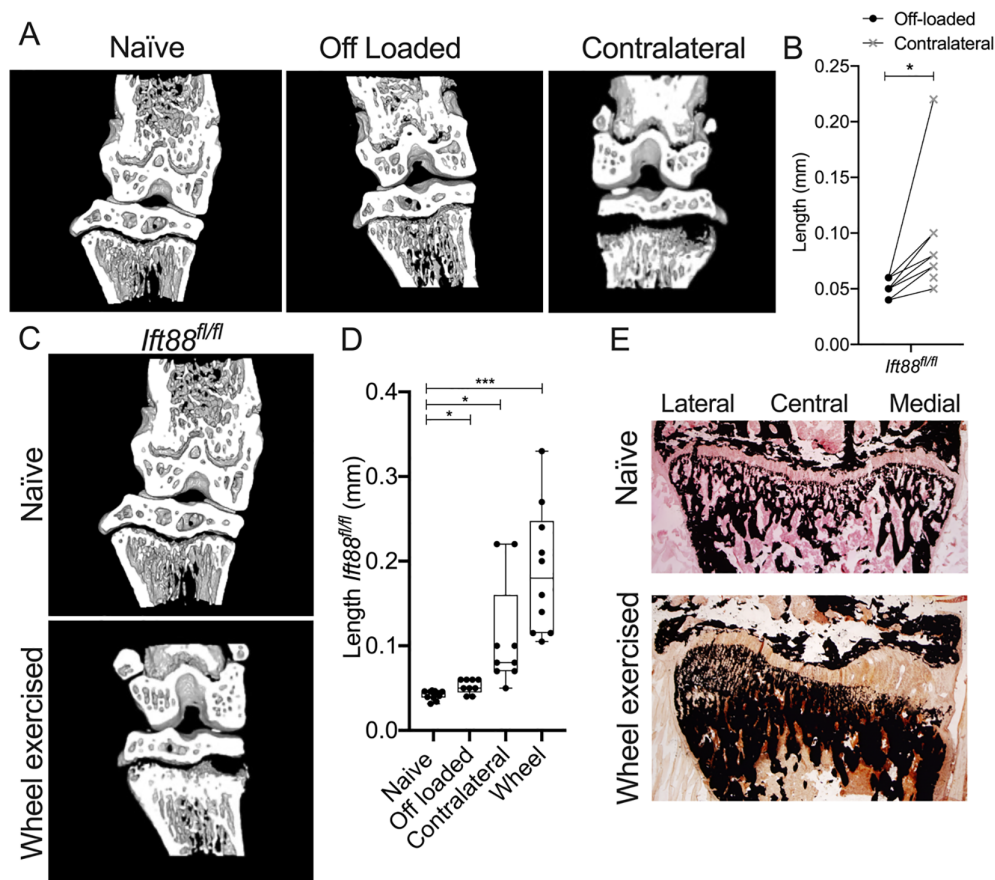 A
Naïve
Off Loaded
Contralateral
B
Off-loaded
Contralateral
*
0.25
0.20
0.15
0.10
0.05
0.00
Length (mm)
Ift88fl/fl
C
Ift88fl/fl
Naïve
Wheel exercised
D
***
*
*
0.4
0.3
0.2
0.1
0.0
Length Ift88fl/fl (mm)
Naive
Off loaded
Contralateral
Wheel
E
Lateral Central Medial
Naïve
Wheel exercised